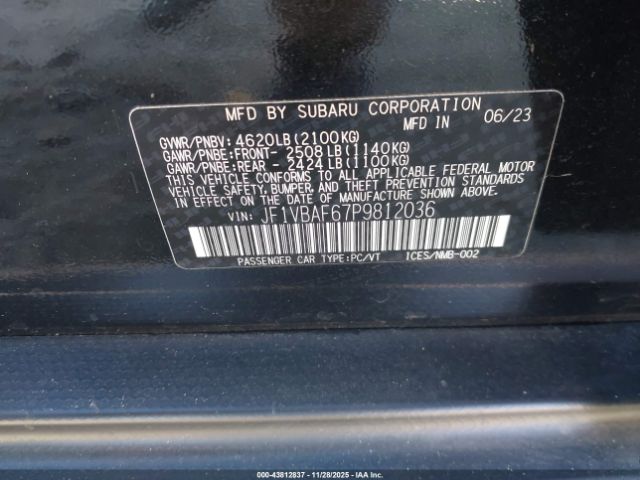 MFD BY SUBARU CORPORATION
MFD IN 06/23
GVWR/PNBV: 4620LB(2100KG)
GAWR/PNBE:FRONT- 2508LB(1140KG)
GAWR/PNBE:REAR - 2424LB(1100KG)
THIS VEHICLE CONFORMS TO ALL APPLICABLE FEDERAL MOTOR
VEHICLE SAFETY, BUMPER, AND THEFT PREVENTION STANDARDS
IN EFFECT ON THE DATE OF MANUFACTURE SHOWN ABOVE.
VIN: JF1VBAF67P9812036
PASSENGER CAR TYPE:PC/VT ICES/NMB-002
000-43812837 - 11/28/2025 - IAAI.CA